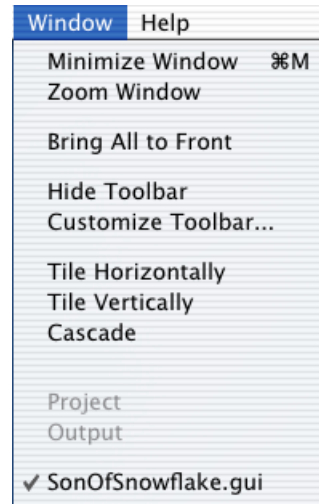 Window Help
Minimize Window ⌘M
Zoom Window
Bring All to Front
Hide Toolbar
Customize Toolbar...
Tile Horizontally
Tile Vertically
Cascade
Project
Output
✓ SonOfSnowflake.gui